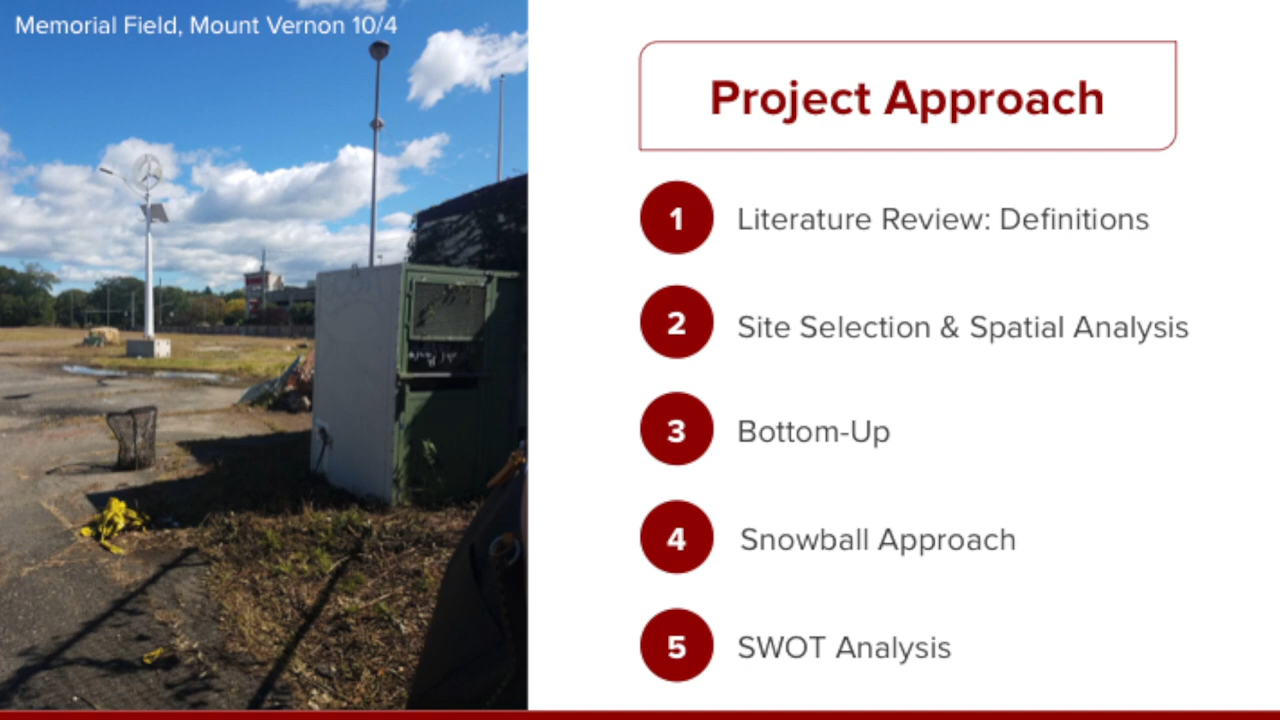 Memorial Field, Mount Vernon 10/4
Project Approach
1 Literature Review: Definitions
2 Site Selection & Spatial Analysis
3 Bottom-Up
4 Snowball Approach
5 SWOT Analysis